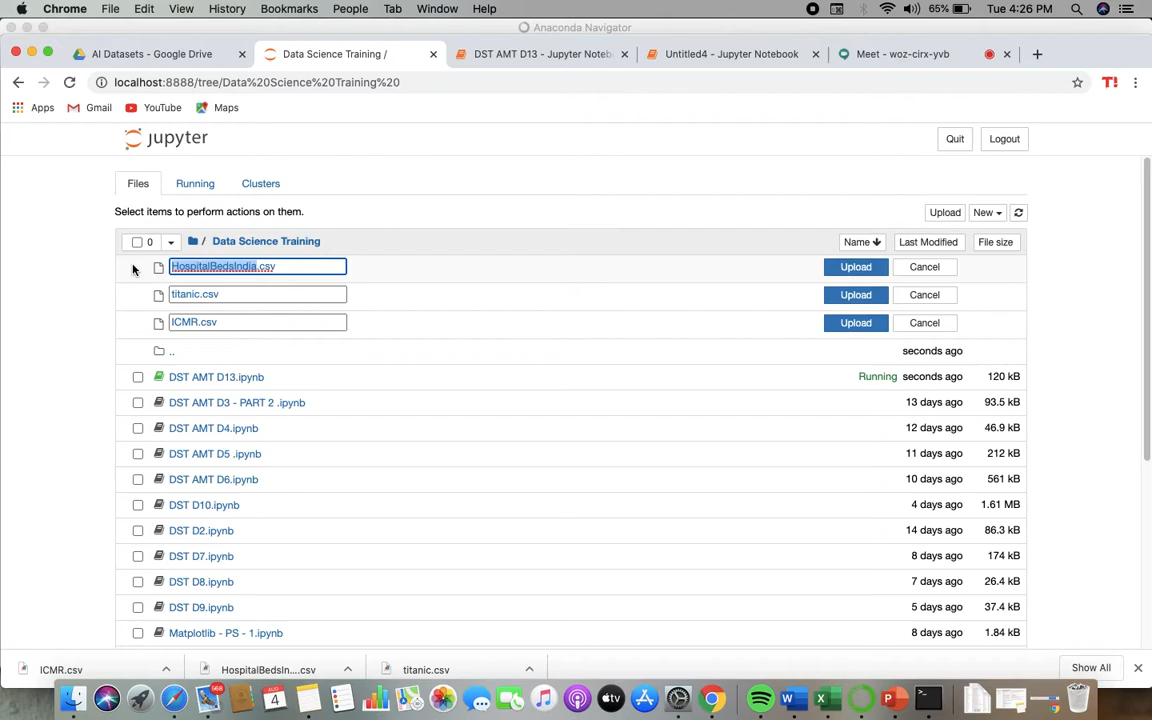 Chrome File Edit View History Bookmarks People Tab Window Help 65% Tue 4:26 PM
Anaconda Navigator
AI Datasets - Google Drive Data Science Training / DST AMT D13 - Jupyter Noteb Untitled4 - Jupyter Notebook Meet - woz-cirx-yvb
localhost:8888/tree/Data%20Science%20Training%20 T!
Apps Gmail YouTube Maps
jupyter Quit Logout
Files Running Clusters
Select items to perform actions on them. Upload New
0 / Data Science Training Name Last Modified File size
HospitalBedsIndia.csv Upload Cancel
titanic.csv Upload Cancel
ICMR.csv Upload Cancel
.. seconds ago
DST AMT D13.ipynb Running seconds ago 120 kB
DST AMT D3 - PART 2 .ipynb 13 days ago 93.5 kB
DST AMT D4.ipynb 12 days ago 46.9 kB
DST AMT D5 .ipynb 11 days ago 212 kB
DST AMT D6.ipynb 10 days ago 561 kB
DST D10.ipynb 4 days ago 1.61 MB
DST D2.ipynb 14 days ago 86.3 kB
DST D7.ipynb 8 days ago 174 kB
DST D8.ipynb 7 days ago 26.4 kB
DST D9.ipynb 5 days ago 37.4 kB
Matplotlib - PS - 1.ipynb 8 days ago 1.84 kB
ICMR.csv HospitalBedsIn....csv titanic.csv Show All